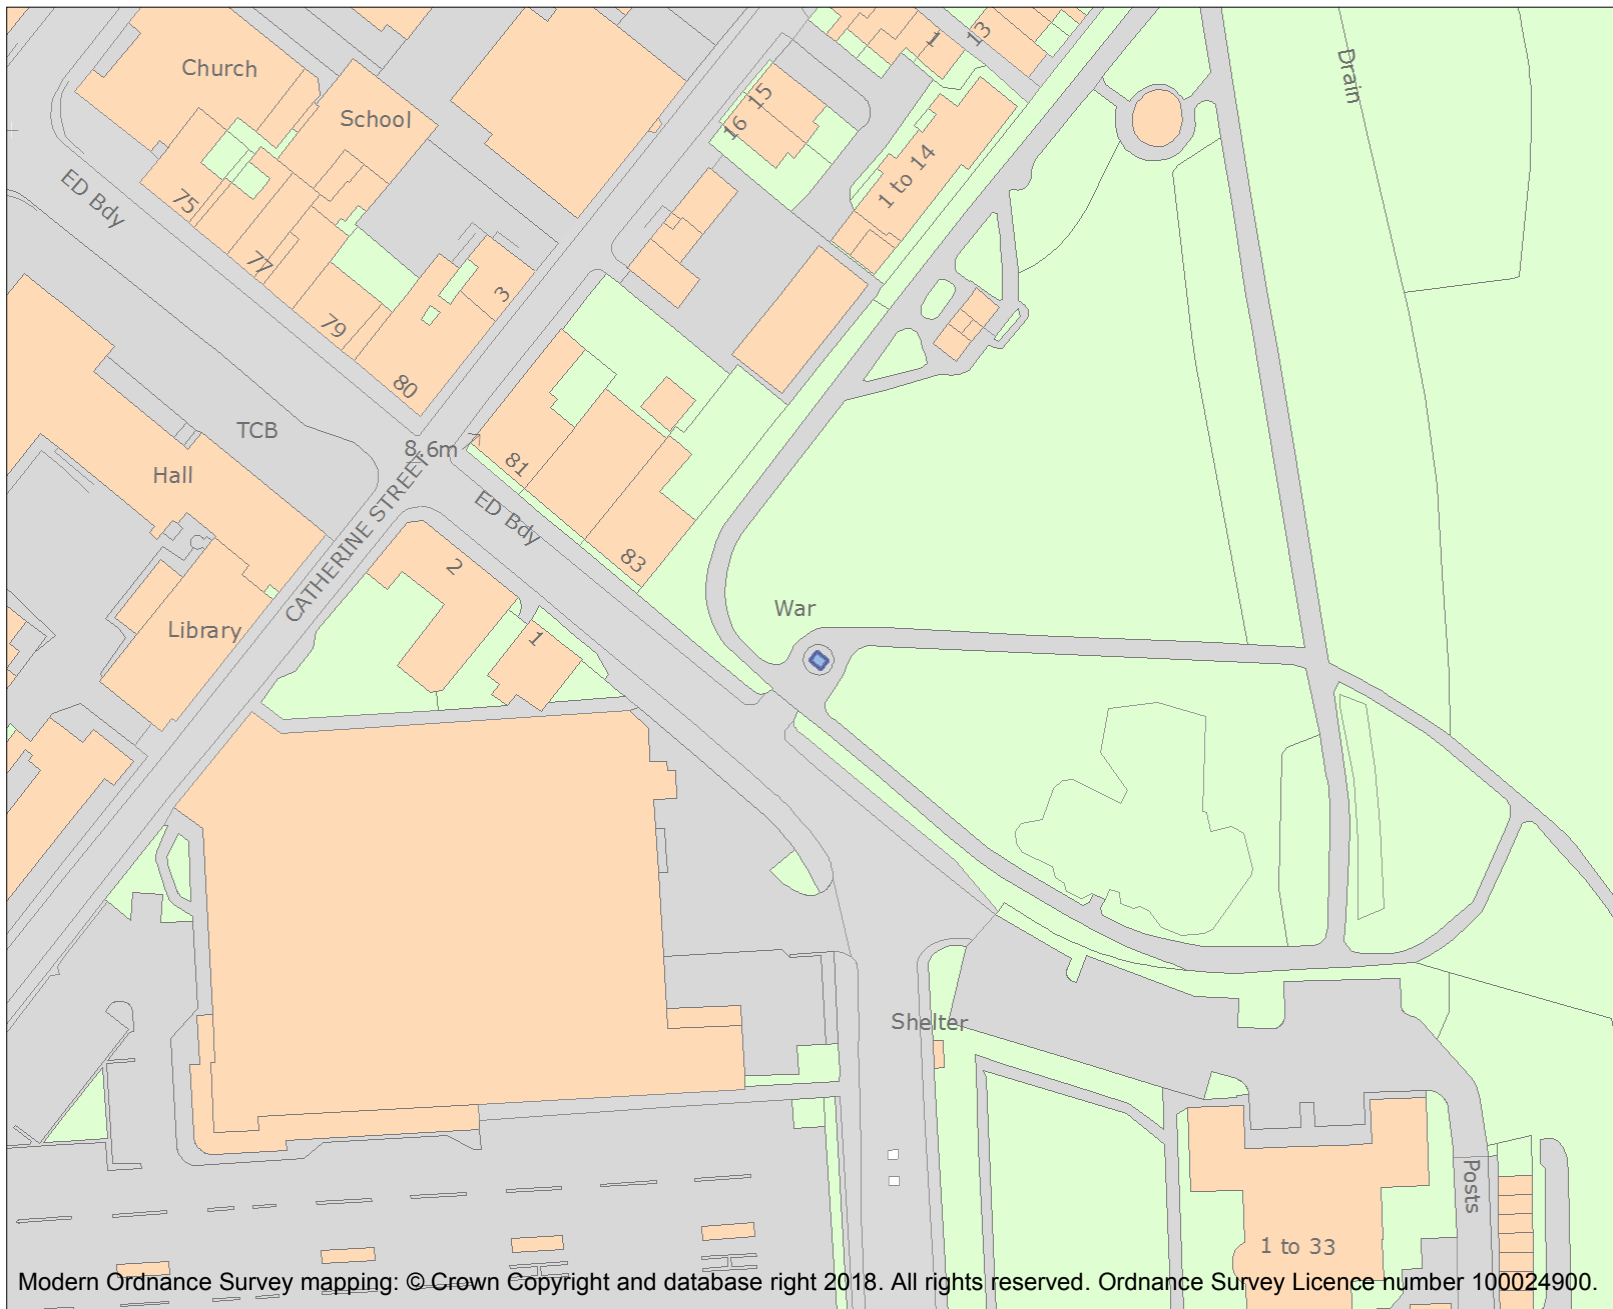 Church
School
Drain
1
13
15
16
1 to 14
ED Bdy
75
77
79
80
3
TCB
Hall
8.6m
CATHERINE STREET
81
ED Bdy
83
2
1
Library
War
Shelter
Posts
1 to 33
Modern Ordnance Survey mapping: © Crown Copyright and database right 2018. All rights reserved. Ordnance Survey Licence number 100024900.